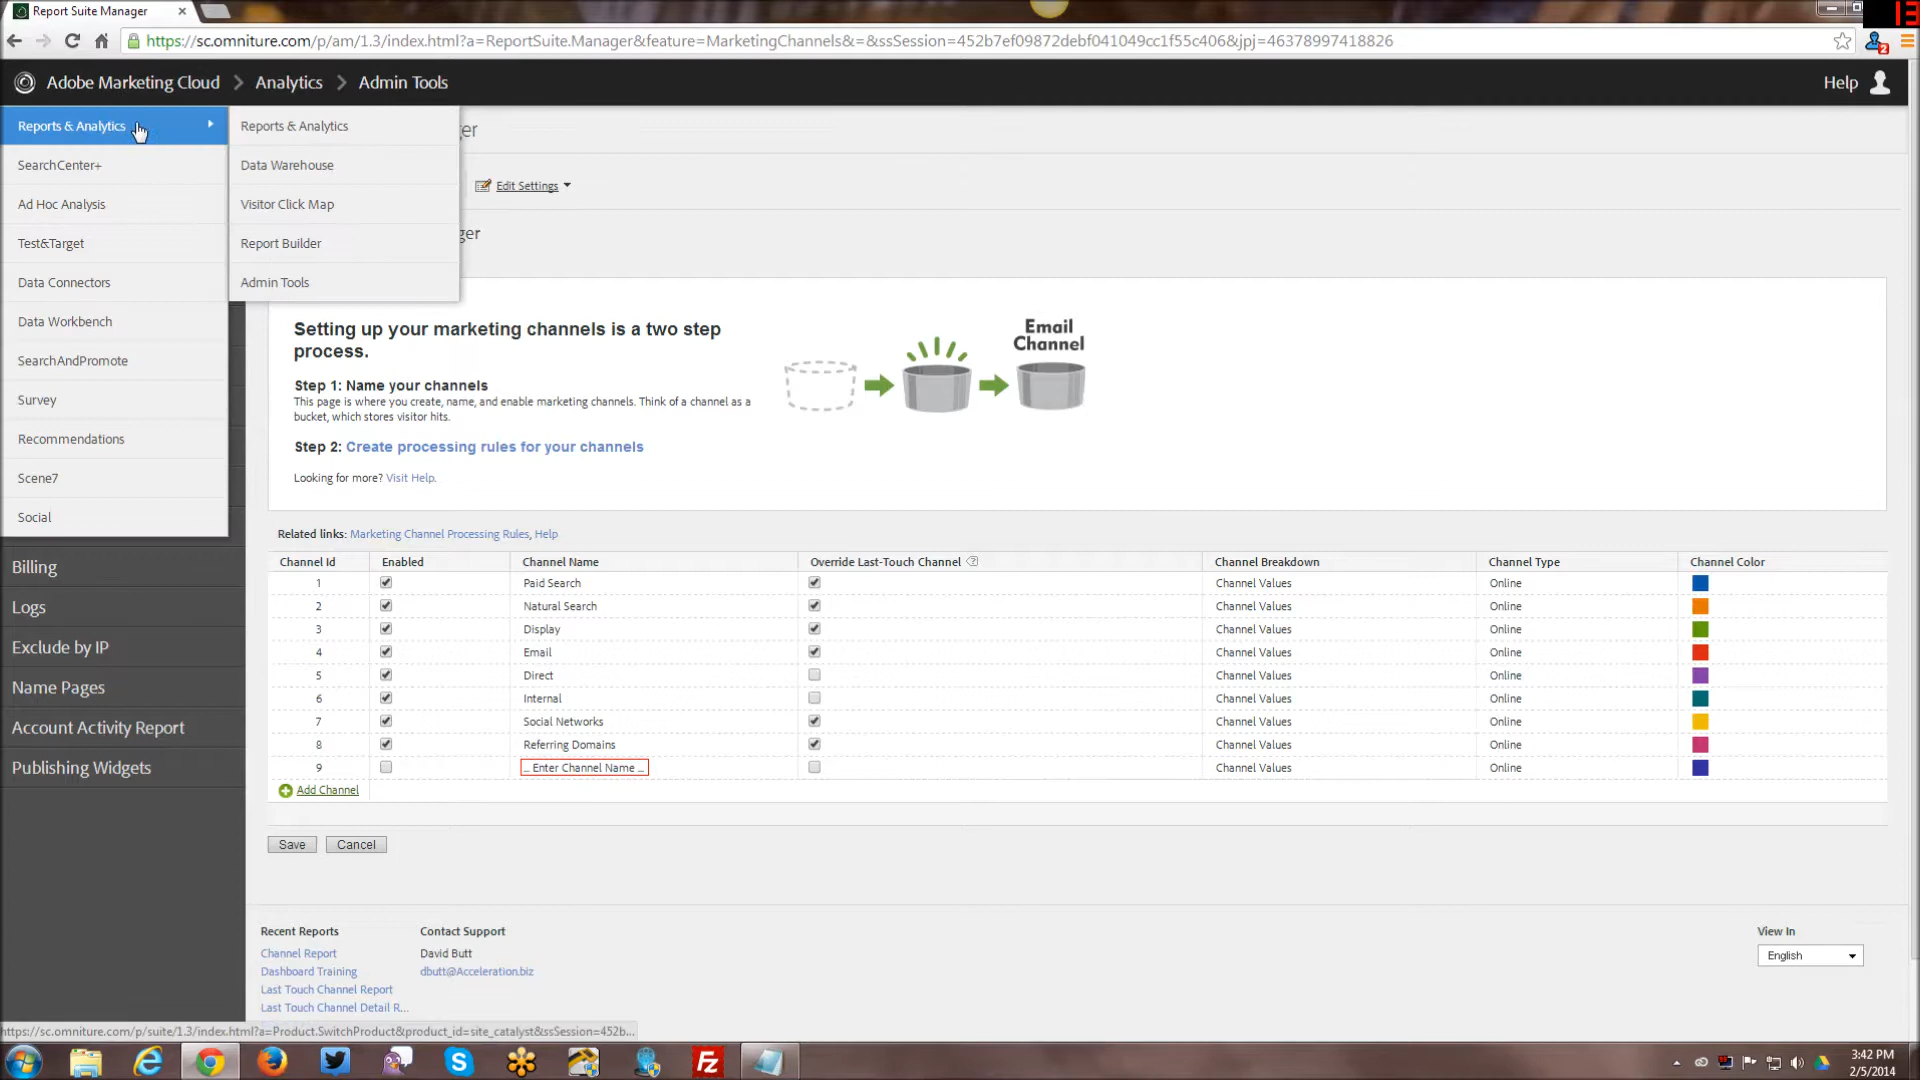 Report Suite Manager
https://sc.omniture.com/p/am/1.3/index.html?a=ReportSuite.Manager&feature=MarketingChannels&=&ssSession=452b7ef09872debf041049cc1f55c406&jpj=46378997418826
13
2
Adobe Marketing Cloud > Analytics > Admin Tools
Help
Reports & Analytics
SearchCenter+
Ad Hoc Analysis
Test&Target
Data Connectors
Data Workbench
SearchAndPromote
Survey
Recommendations
Scene7
Social
Reports & Analytics
Data Warehouse
Visitor Click Map
Report Builder
Admin Tools
ger
Edit Settings
ger
Billing
Logs
Exclude by IP
Name Pages
Account Activity Report
Publishing Widgets
Setting up your marketing channels is a two step
process.
Step 1: Name your channels
This page is where you create, name, and enable marketing channels. Think of a channel as a
bucket, which stores visitor hits.
Step 2: Create processing rules for your channels
Looking for more? Visit Help.
Email
Channel
Related links: Marketing Channel Processing Rules, Help
Channel Id Enabled Channel Name Override Last-Touch Channel Channel Breakdown Channel Type Channel Color
1 Paid Search Channel Values Online
2 Natural Search Channel Values Online
3 Display Channel Values Online
4 Email Channel Values Online
5 Direct Channel Values Online
6 Internal Channel Values Online
7 Social Networks Channel Values Online
8 Referring Domains Channel Values Online
9 ... Enter Channel Name ... Channel Values Online
Add Channel
Save Cancel
Recent Reports
Channel Report
Dashboard Training
Last Touch Channel Report
Last Touch Channel Detail R...
Contact Support
David Butt
dbutt@Acceleration.biz
View In
English
https://sc.omniture.com/p/suite/1.3/index.html?a=Product.SwitchProduct&product_id=site_catalyst&ssSession=452b...
3:42 PM
2/5/2014